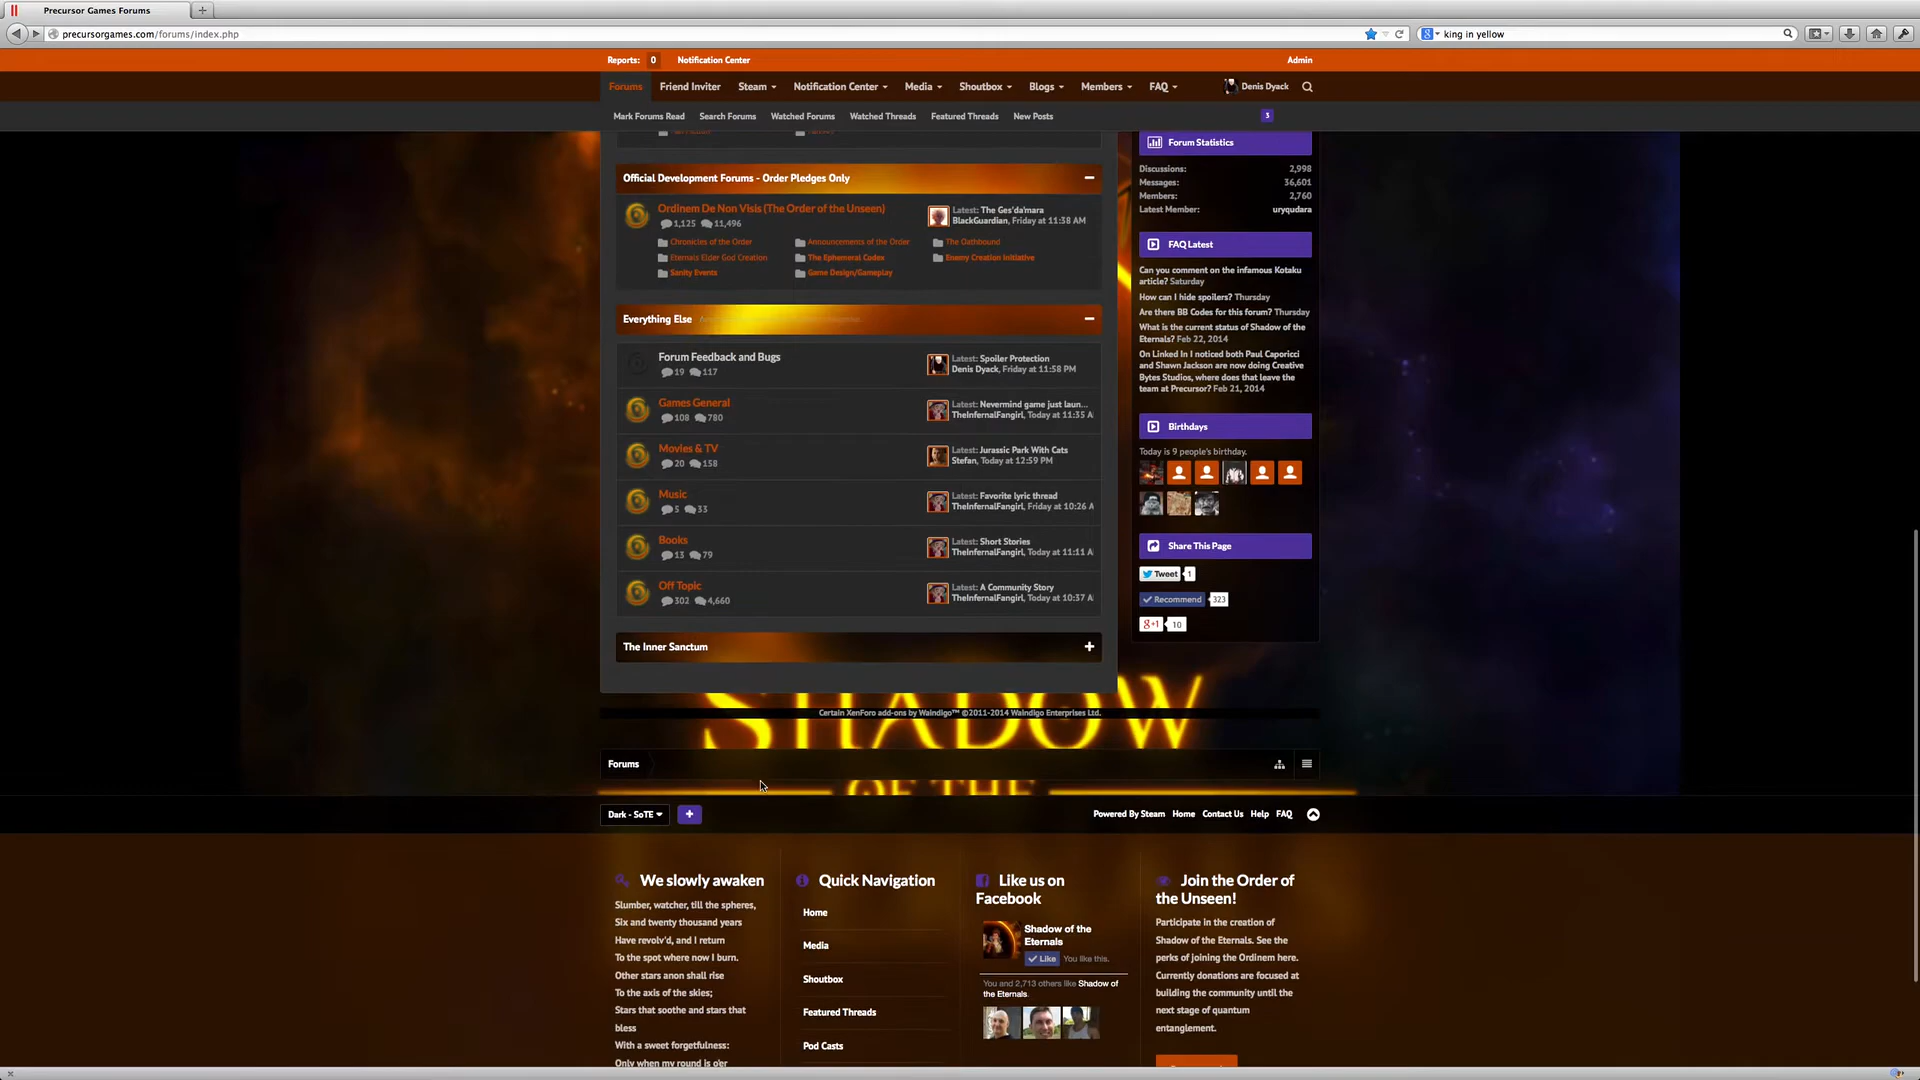 Precursor Games Forums
precursorgames.com/forums/index.php
king in yellow
Reports: 0 Notification Center Admin
Forums Friend Inviter Steam Notification Center Media Shoutbox Blogs Members FAQ Denis Dyack
Mark Forums Read Search Forums Watched Forums Watched Threads Featured Threads New Posts 3
Official Development Forums - Order Pledges Only
Ordinem De Non Visis (The Order of the Unseen)
1,125 11,496
Latest: The Ges'da'mara
BlackGuardian, Friday at 11:38 AM
Chronicles of the Order Announcements of the Order The Oathbound
Eternals Elder God Creation The Ephemeral Codes Enemy Creation Initiative
Sanity Events Game Design/Gameplay
Everything Else
Forum Feedback and Bugs
19 117
Latest: Spoiler Protection
Denis Dyack, Friday at 11:58 PM
Games General
108 780
Latest: Nevermind game just laun...
TheInfernalFangirl, Today at 11:35 A
Movies & TV
20 158
Latest: Jurassic Park With Cats
Stefan, Today at 12:59 PM
Music
5 33
Latest: Favorite lyric thread
TheInfernalFangirl, Friday at 10:26 A
Books
13 79
Latest: Short Stories
TheInfernalFangirl, Today at 11:11 A
Off Topic
302 4,660
Latest: A Community Story
TheInfernalFangirl, Today at 10:37 A
The Inner Sanctum
Forum Statistics
Discussions: 2,998
Messages: 36,601
Members: 2,760
Latest Member: uryqudara
FAQ Latest
Can you comment on the infamous Kotaku
article? Saturday
How can I hide spoilers? Thursday
Are there BB Codes for this forum? Thursday
What is the current status of Shadow of the
Eternals? Feb 22, 2014
On Linked In I noticed both Paul Caporicci
and Shawn Jackson are now doing Creative
Bytes Studios, where does that leave the
team at Precursor? Feb 21, 2014
Birthdays
Today is 9 people's birthday.
Share This Page
Tweet 1
Recommend 323
g+1 10
SHADOW
Certain XenForo add-ons by Waindigo™ ©2011-2014 Waindigo Enterprises Ltd.
Forums
OF THE
Dark - SoTE
Powered By Steam Home Contact Us Help FAQ
We slowly awaken
Slumber, watcher, till the spheres,
Six and twenty thousand years
Have revolv'd, and I return
To the spot where now I burn.
Other stars anon shall rise
To the axis of the skies;
Stars that soothe and stars that
bless
With a sweet forgetfulness:
Only when my round is o'er
Quick Navigation
Home
Media
Shoutbox
Featured Threads
Pod Casts
Like us on
Facebook
Shadow of the
Eternals
Like You like this.
You and 2,713 others like Shadow of
the Eternals.
Join the Order of
the Unseen!
Participate in the creation of
Shadow of the Eternals. See the
perks of joining the Ordinem here.
Currently donations are focused at
building the community until the
next stage of quantum
entanglement.